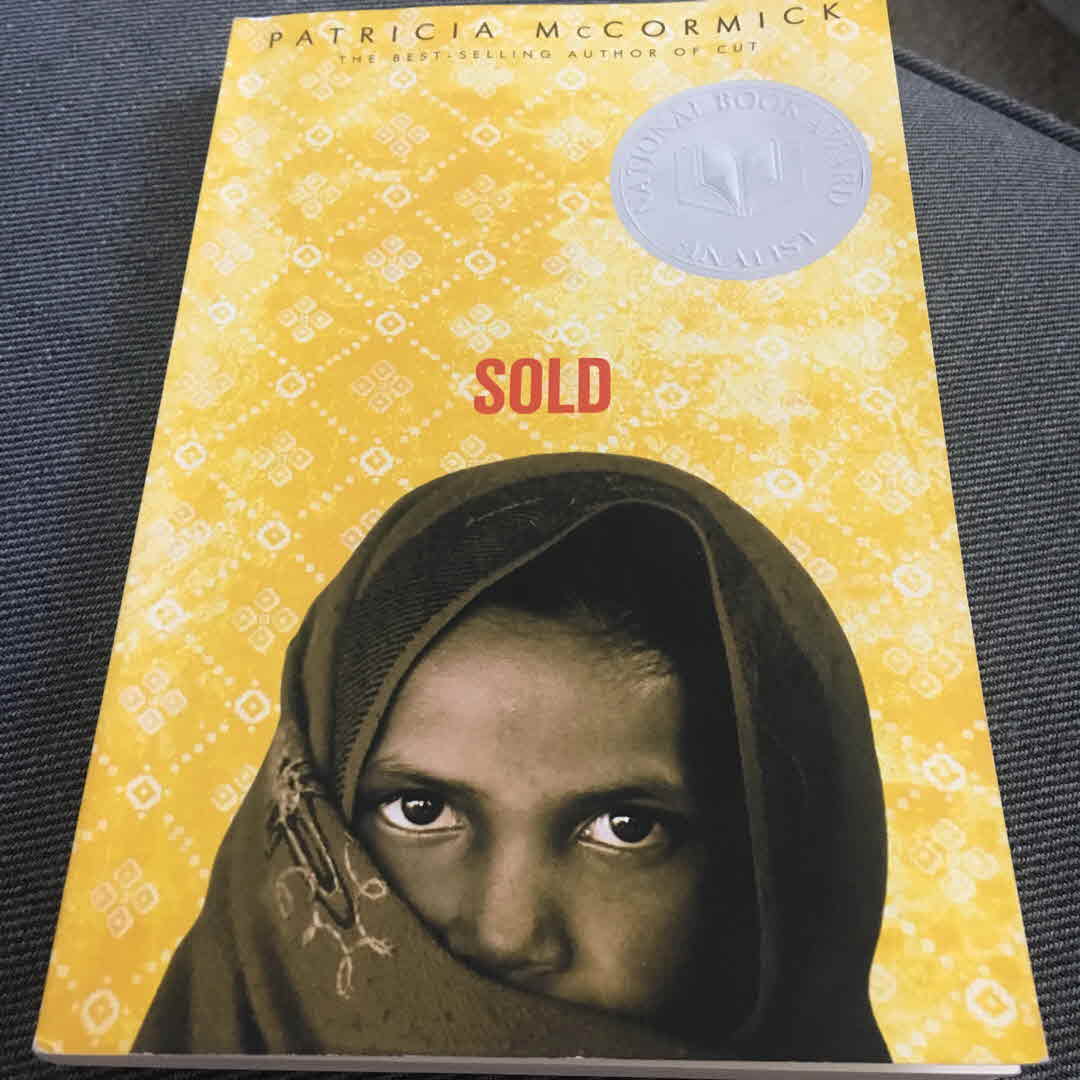 PATRICIA McCORMICK
THE BEST-SELLING AUTHOR OF CUT
NATIONAL BOOK AWARD
FINALIST
SOLD